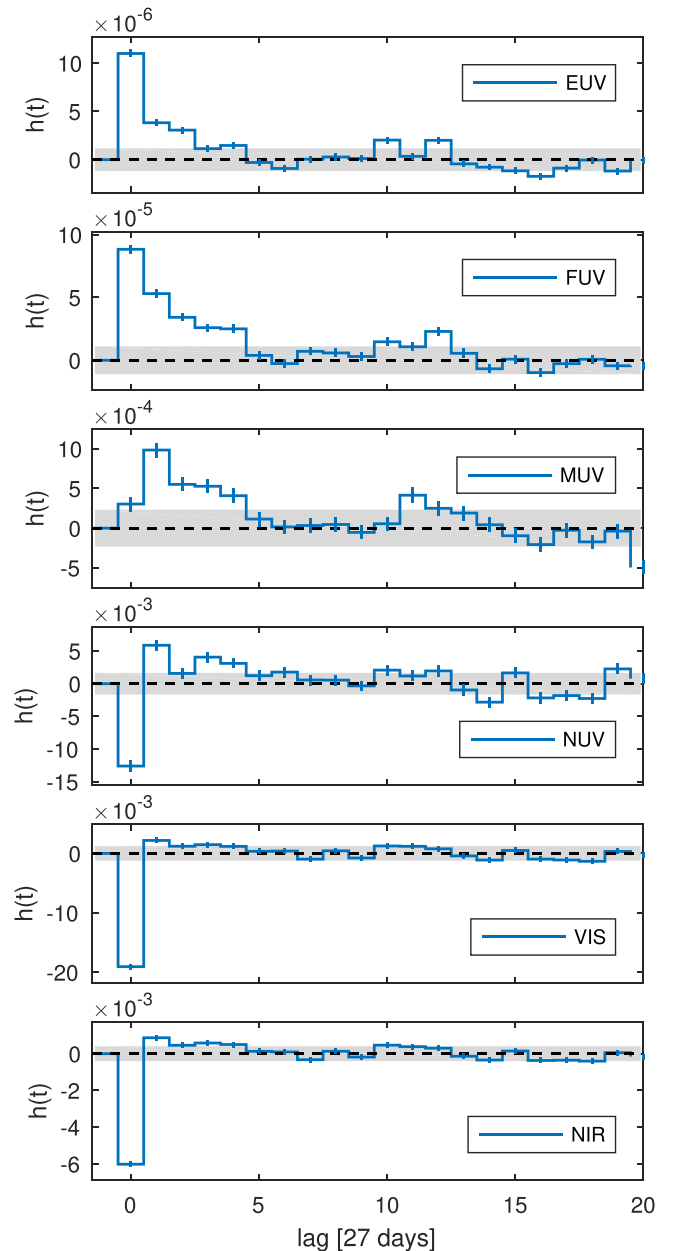 ×10^-6
10
5
0
h(t)
EUV
×10^-5
10
5
0
h(t)
FUV
×10^-4
10
5
0
-5
h(t)
MUV
×10^-3
5
0
-5
-10
-15
h(t)
NUV
×10^-3
0
-10
-20
h(t)
VIS
×10^-3
0
-2
-4
-6
h(t)
NIR
0 5 10 15 20
lag [27 days]